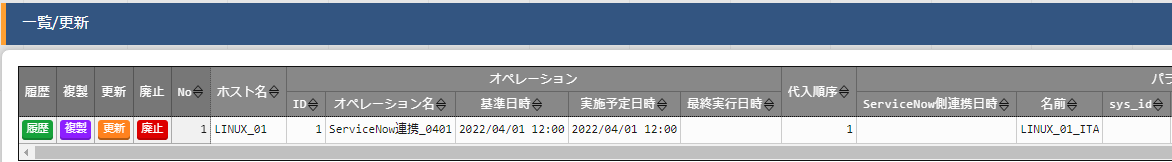 一覧/更新
オペレーション パラ
履歴 複製 更新 廃止 No ホスト名 代入順序
ID オペレーション名 基準日時 実施予定日時 最終実行日時 ServiceNow側連携日時 名前 sys_id
履歴 複製 更新 廃止 1 LINUX_01 1 ServiceNow連携_0401 2022/04/01 12:00 2022/04/01 12:00 1 LINUX_01_ITA